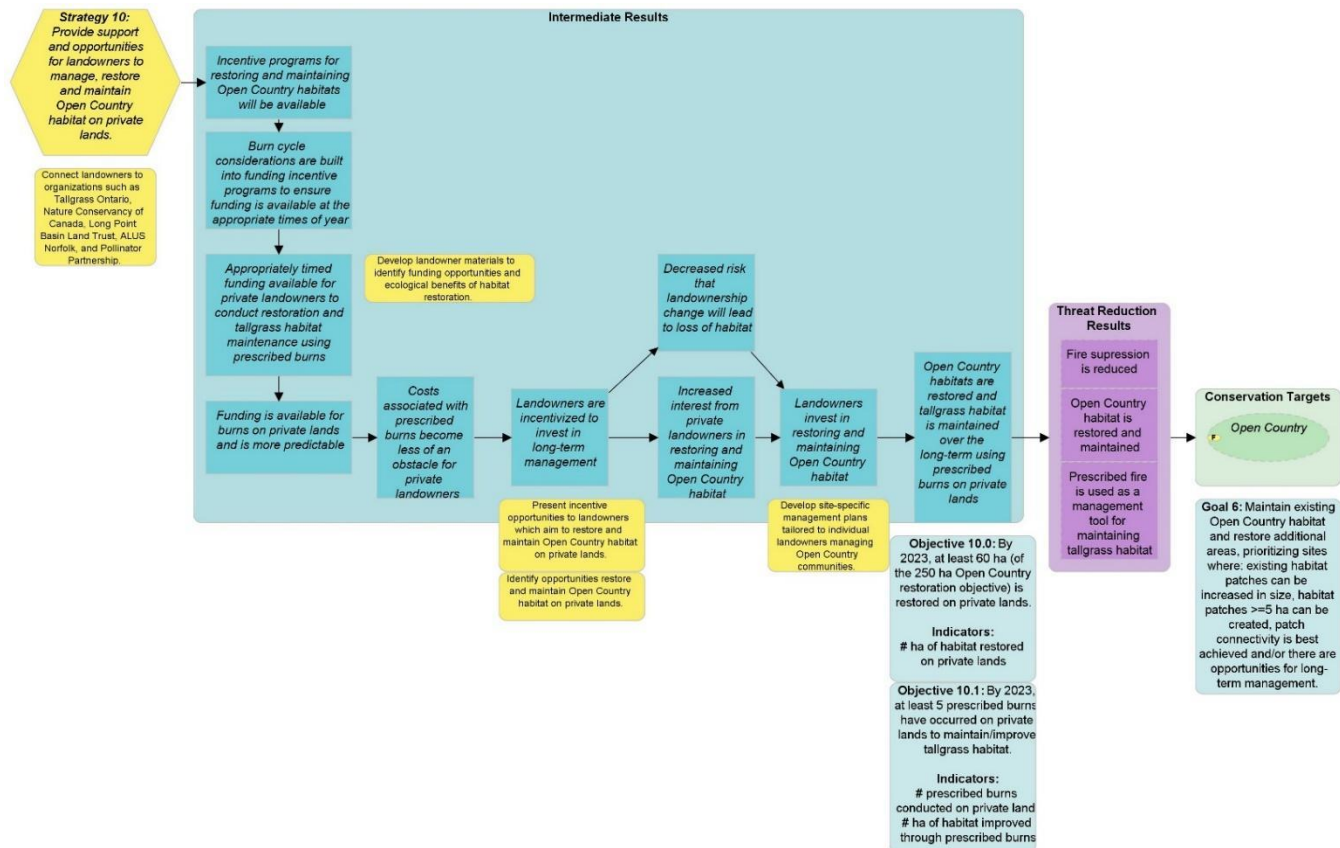 Strategy 10:
Provide support
and opportunities
for landowners to
manage, restore
and maintain
Open Country
habitat on private
lands.
Connect landowners to
organizations such as
Tallgrass Ontario,
Nature Conservancy of
Canada, Long Point
Basin Land Trust, ALUS
Norfolk, and Pollinator
Partnership.
Intermediate Results
Incentive programs for
restoring and maintaining
Open Country habitats
will be available
Burn cycle
considerations are built
into funding incentive
programs to ensure
funding is available at the
appropriate times of year
Appropriately timed
funding available for
private landowners to
conduct restoration and
tallgrass habitat
maintenance using
prescribed burns
Funding is available for
burns on private lands
and is more predictable
Develop landowner materials to
identify funding opportunities and
ecological benefits of habitat
restoration.
Costs
associated with
prescribed burns
become less of
an obstacle for
private
landowners
Landowners are
incentivized to
invest in
long-term
management
Present incentive
opportunities to landowners
which aim to restore and
maintain Open Country habitat
on private lands.
Identify opportunities restore
and maintain Open Country
habitat on private lands.
Decreased risk
that
landownership
change will lead
to loss of habitat
Increased
interest from
private
landowners in
restoring and
maintaining
Open Country
habitat
Landowners
invest in
restoring and
maintaining
Open Country
habitat
Develop site-specific
management plans
tailored to individual
landowners managing
Open Country
communities.
Open Country
habitats are
restored and
tallgrass habitat
is maintained
over the
long-term using
prescribed
burns on private
lands
Objective 10.0: By
2023, at least 60 ha (of
the 250 ha Open Country
restoration objective) is
restored on private lands.
Indicators:
# ha of habitat restored
on private lands
Objective 10.1: By 2023,
at least 5 prescribed burns
have occurred on private
lands to maintain/improve
tallgrass habitat.
Indicators:
# prescribed burns
conducted on private land
# ha of habitat improved
through prescribed burns
Threat Reduction
Results
Fire supression
is reduced
Open Country
habitat is
restored and
maintained
Prescribed fire
is used as a
management
tool for
maintaining
tallgrass habitat
Conservation Targets
Open Country
F
Goal 6: Maintain existing
Open Country habitat
and restore additional
areas, prioritizing sites
where: existing habitat
patches can be
increased in size, habitat
patches >=5 ha can be
created, patch
connectivity is best
achieved and/or there are
opportunities for long-
term management.